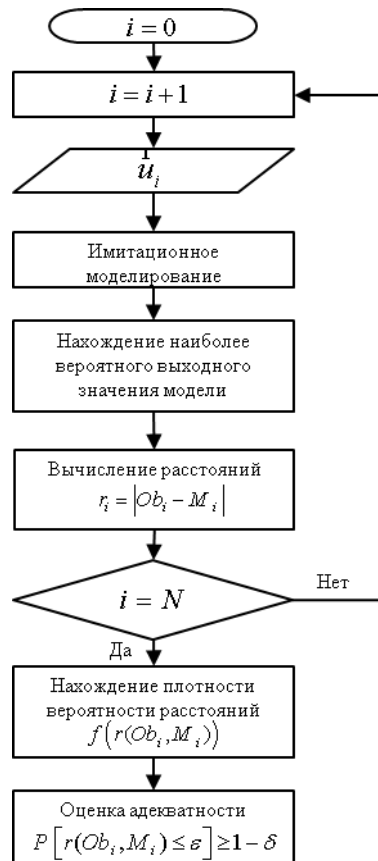 i = 0
i = i + 1
u⃗_i
Имитационное
моделирование
Нахождение наиболее
вероятного выходного
значения модели
Вычисление расстояний
r_i = |Ob_i − M_i|
i = N
Нет
Да
Нахождение плотности
вероятности расстояний
f(r(Ob_i, M_i))
Оценка адекватности
P[r(Ob_i, M_i) ≤ ε] ≥ 1 − δ